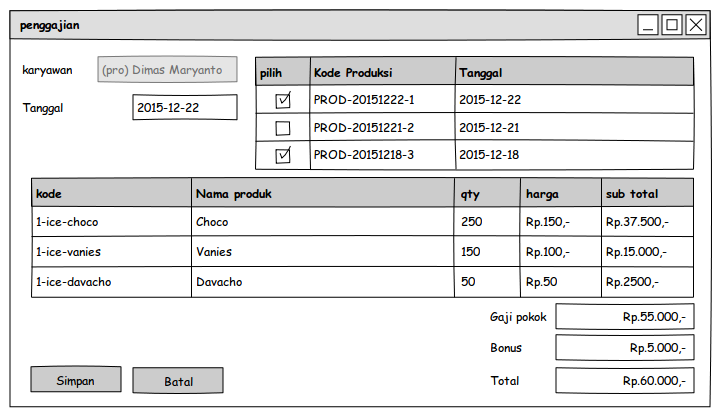 penggajian
karyawan (pro) Dimas Maryanto
Tanggal 2015-12-22
pilih Kode Produksi Tanggal
PROD-20151222-1 2015-12-22
PROD-20151221-2 2015-12-21
PROD-20151218-3 2015-12-18
kode Nama produk qty harga sub total
1-ice-choco Choco 250 Rp.150,- Rp.37.500,-
1-ice-vanies Vanies 150 Rp.100,- Rp.15.000,-
1-ice-davacho Davacho 50 Rp.50 Rp.2500,-
Gaji pokok Rp.55.000,-
Bonus Rp.5.000,-
Total Rp.60.000,-
Simpan Batal